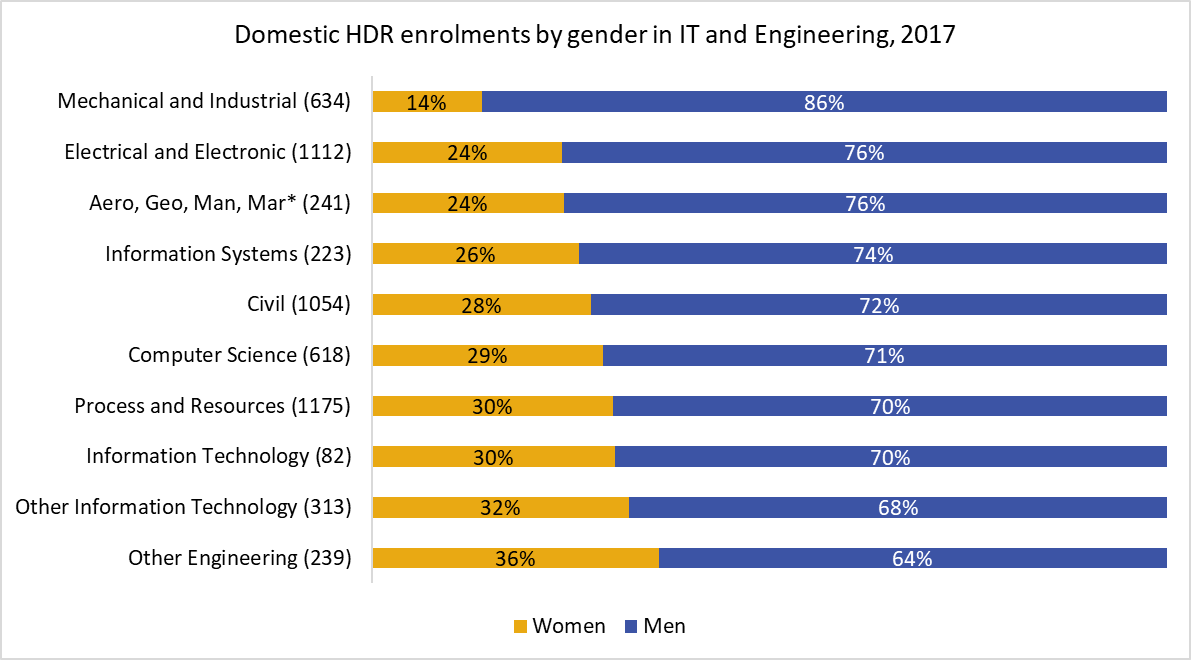 Domestic HDR enrolments by gender in IT and Engineering, 2017
Mechanical and Industrial (634) 14% 86%
Electrical and Electronic (1112) 24% 76%
Aero, Geo, Man, Mar* (241) 24% 76%
Information Systems (223) 26% 74%
Civil (1054) 28% 72%
Computer Science (618) 29% 71%
Process and Resources (1175) 30% 70%
Information Technology (82) 30% 70%
Other Information Technology (313) 32% 68%
Other Engineering (239) 36% 64%
Women Men